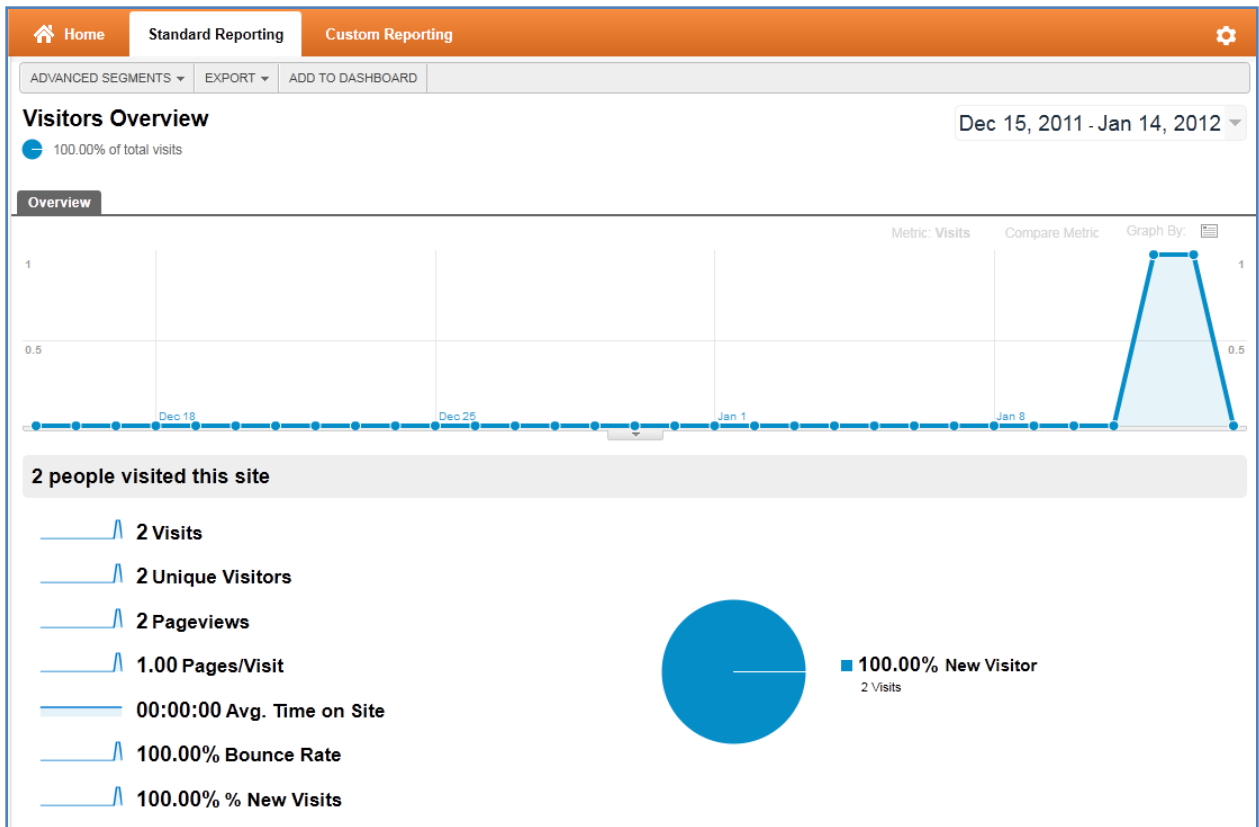 Home Standard Reporting Custom Reporting
ADVANCED SEGMENTS EXPORT ADD TO DASHBOARD
Visitors Overview
Dec 15, 2011 - Jan 14, 2012
100.00% of total visits
Overview
Metric: Visits Compare Metric Graph By:
1 1
0.5 0.5
Dec 18 Dec 25 Jan 1 Jan 8
2 people visited this site
2 Visits
2 Unique Visitors
2 Pageviews
1.00 Pages/Visit
00:00:00 Avg. Time on Site
100.00% Bounce Rate
100.00% % New Visits
100.00% New Visitor
2 Visits